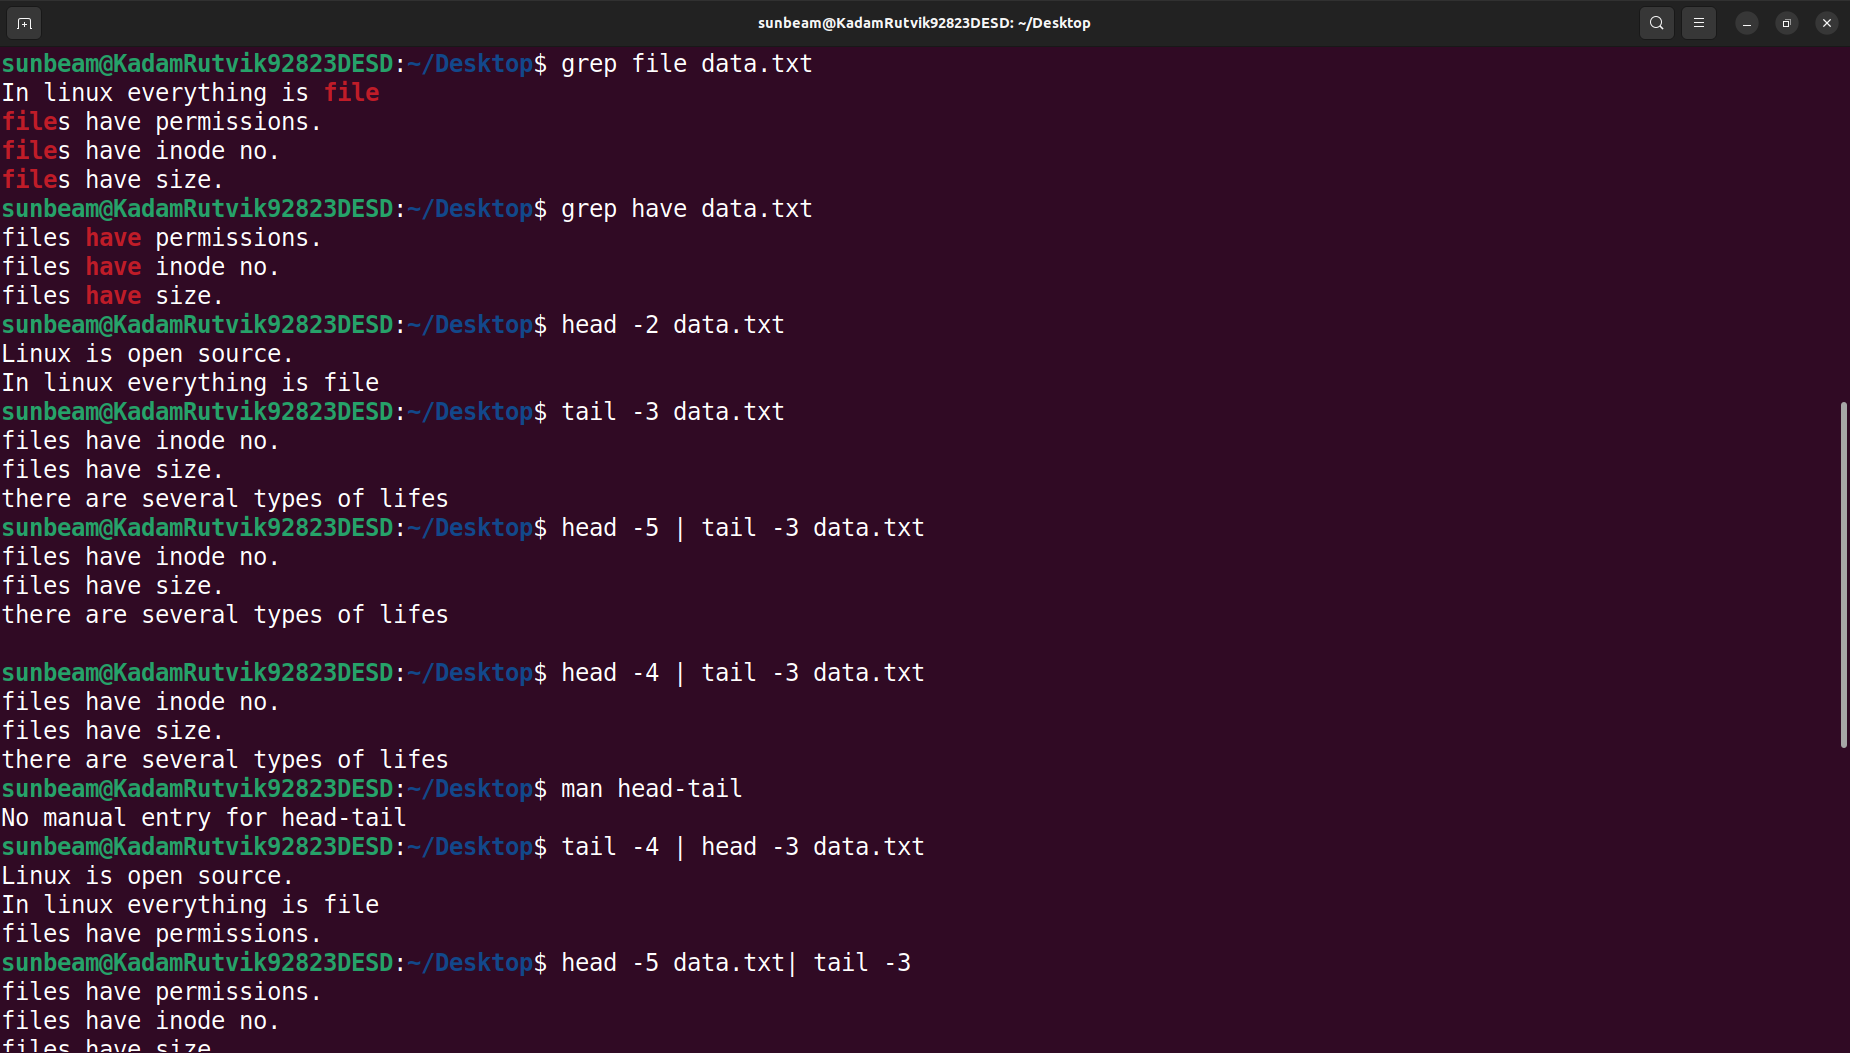 sunbeam@KadamRutvik92823DESD: ~/Desktop
sunbeam@KadamRutvik92823DESD:~/Desktop$ grep file data.txt
In linux everything is file
files have permissions.
files have inode no.
files have size.
sunbeam@KadamRutvik92823DESD:~/Desktop$ grep have data.txt
files have permissions.
files have inode no.
files have size.
sunbeam@KadamRutvik92823DESD:~/Desktop$ head -2 data.txt
Linux is open source.
In linux everything is file
sunbeam@KadamRutvik92823DESD:~/Desktop$ tail -3 data.txt
files have inode no.
files have size.
there are several types of lifes
sunbeam@KadamRutvik92823DESD:~/Desktop$ head -5 | tail -3 data.txt
files have inode no.
files have size.
there are several types of lifes
sunbeam@KadamRutvik92823DESD:~/Desktop$ head -4 | tail -3 data.txt
files have inode no.
files have size.
there are several types of lifes
sunbeam@KadamRutvik92823DESD:~/Desktop$ man head-tail
No manual entry for head-tail
sunbeam@KadamRutvik92823DESD:~/Desktop$ tail -4 | head -3 data.txt
Linux is open source.
In linux everything is file
files have permissions.
sunbeam@KadamRutvik92823DESD:~/Desktop$ head -5 data.txt| tail -3
files have permissions.
files have inode no.
files have size